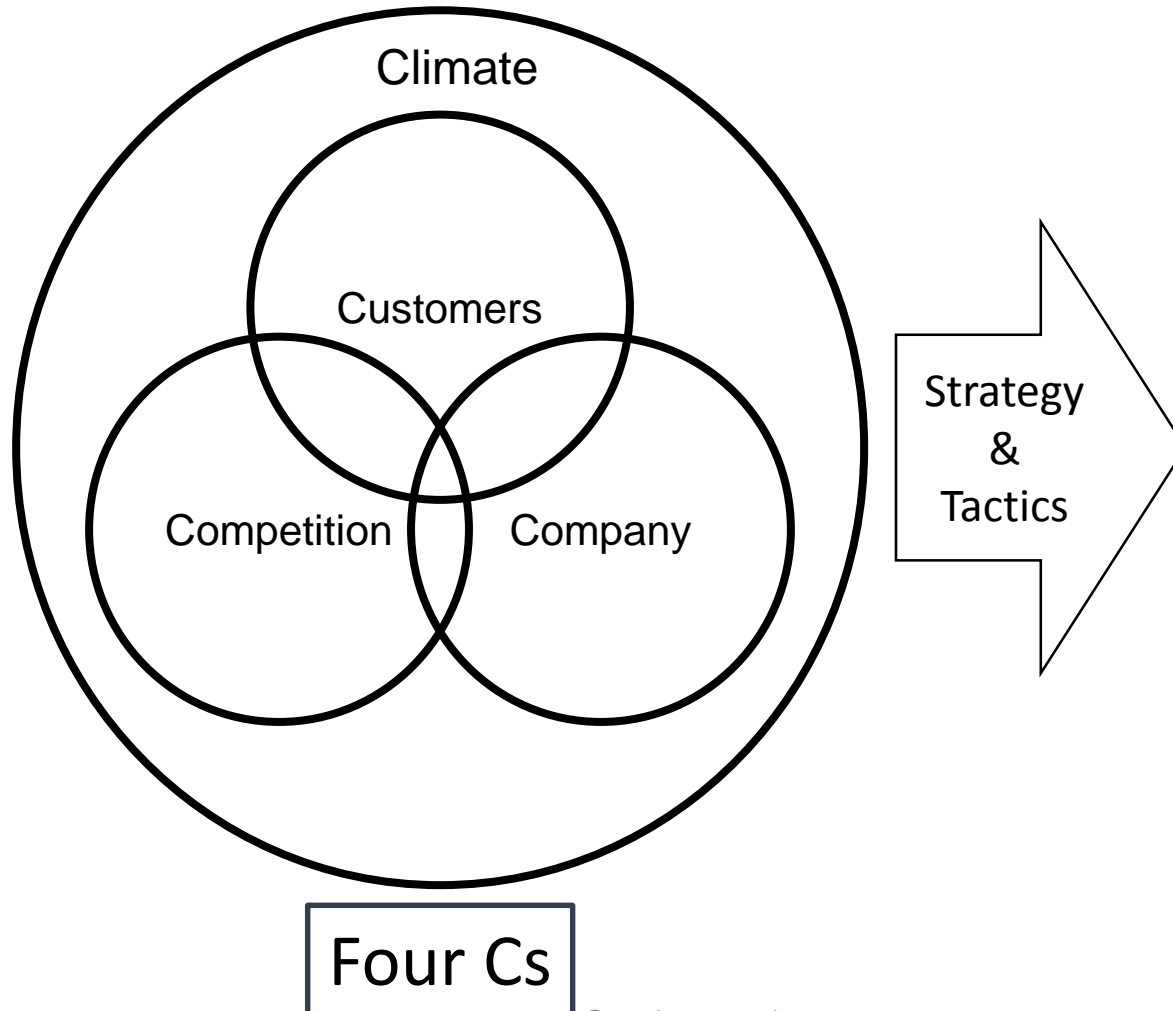 Climate
Customers
Competition
Company
Strategy
&
Tactics
Four Cs